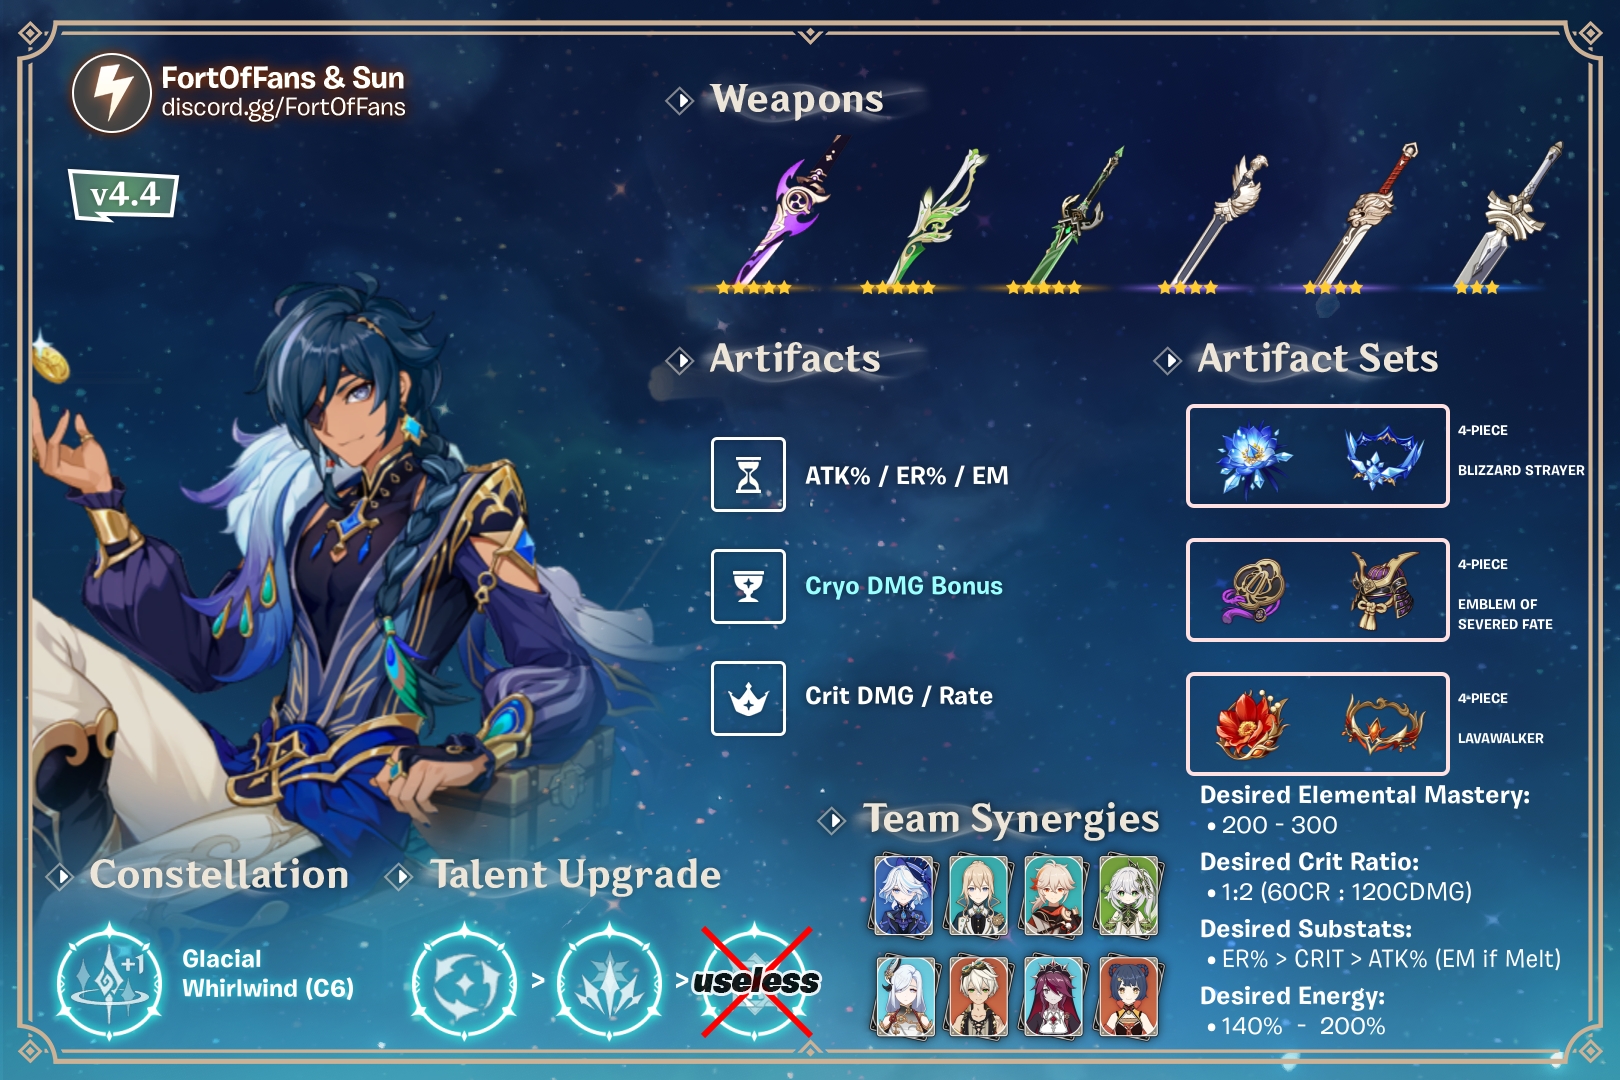 FortOfFans & Sun
discord.gg/FortOfFans
v4.4
Weapons
Artifacts
ATK% / ER% / EM
Cryo DMG Bonus
Crit DMG / Rate
Artifact Sets
4-PIECE
BLIZZARD STRAYER
4-PIECE
EMBLEM OF
SEVERED FATE
4-PIECE
LAVAWALKER
Constellation
+1
Glacial
Whirlwind (C6)
Talent Upgrade
> > useless
Team Synergies
Desired Elemental Mastery:
• 200 - 300
Desired Crit Ratio:
• 1:2 (60CR : 120CDMG)
Desired Substats:
• ER% > CRIT > ATK% (EM if Melt)
Desired Energy:
• 140% - 200%